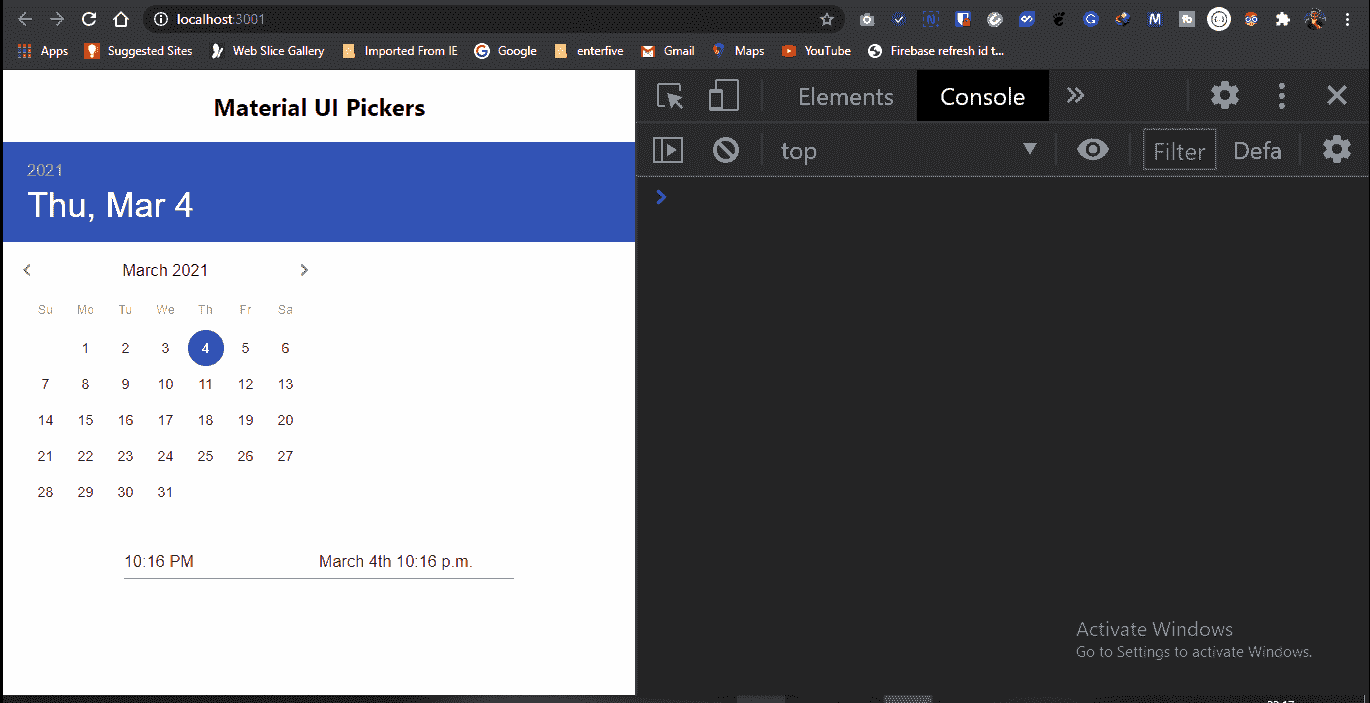 localhost:3001
Apps Suggested Sites Web Slice Gallery Imported From IE Google enterfive Gmail Maps YouTube Firebase refresh id t...
Material UI Pickers
2021
Thu, Mar 4
March 2021
Su Mo Tu We Th Fr Sa
1 2 3 4 5 6
7 8 9 10 11 12 13
14 15 16 17 18 19 20
21 22 23 24 25 26 27
28 29 30 31
10:16 PM March 4th 10:16 p.m.
Elements Console
top Filter Defa
Activate Windows
Go to Settings to activate Windows.